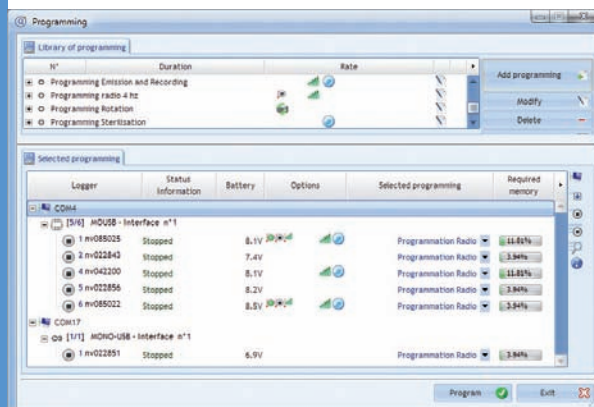 Programming
Library of programming
N° Duration Rate
Programming Emission and Recording
Programming radio 4 hz
Programming Rotation
Programming Sterilisation
Add programming
Modify
Delete
Selected programming
Logger Status Information Battery Options Selected programming Required memory
COM4
[5/6] MOUSB - Interface n°1
1 nv085025 Stopped 8.1V Programmation Radio 11.81%
2 nv022843 Stopped 7.4V Programmation Radio 3.94%
4 nv042200 Stopped 8.1V Programmation Radio 11.81%
5 nv022856 Stopped 8.2V Programmation Radio 3.94%
6 nv085022 Stopped 8.5V Programmation Radio 3.54%
COM17
[1/1] MONO-USB - Interface n°1
1 nv022851 Stopped 6.9V Programmation Radio 3.94%
Program Exit